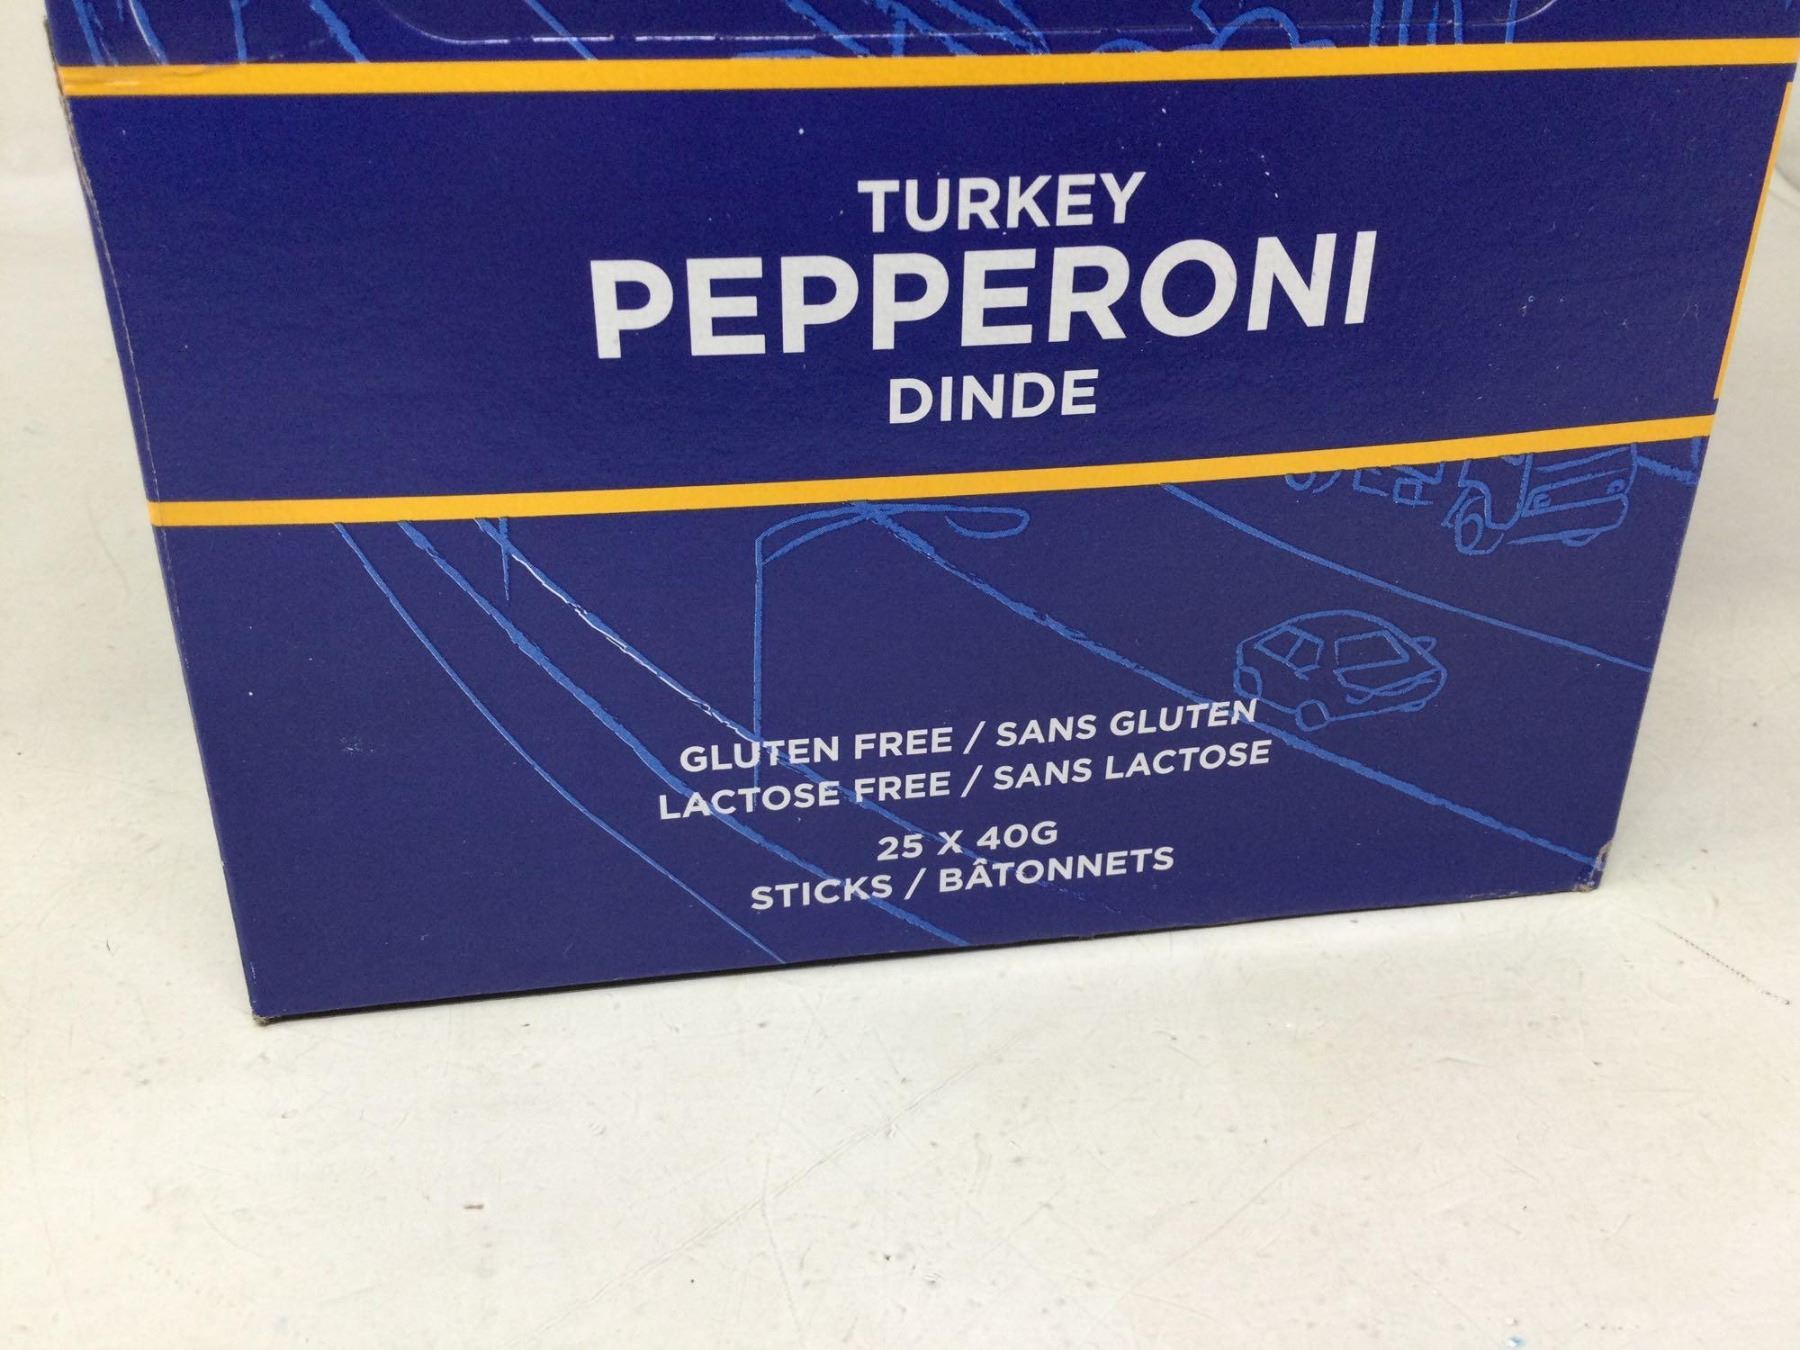 TURKEY
PEPPERONI
DINDE
GLUTEN FREE / SANS GLUTEN
LACTOSE FREE / SANS LACTOSE
25 X 40G
STICKS / BÂTONNETS